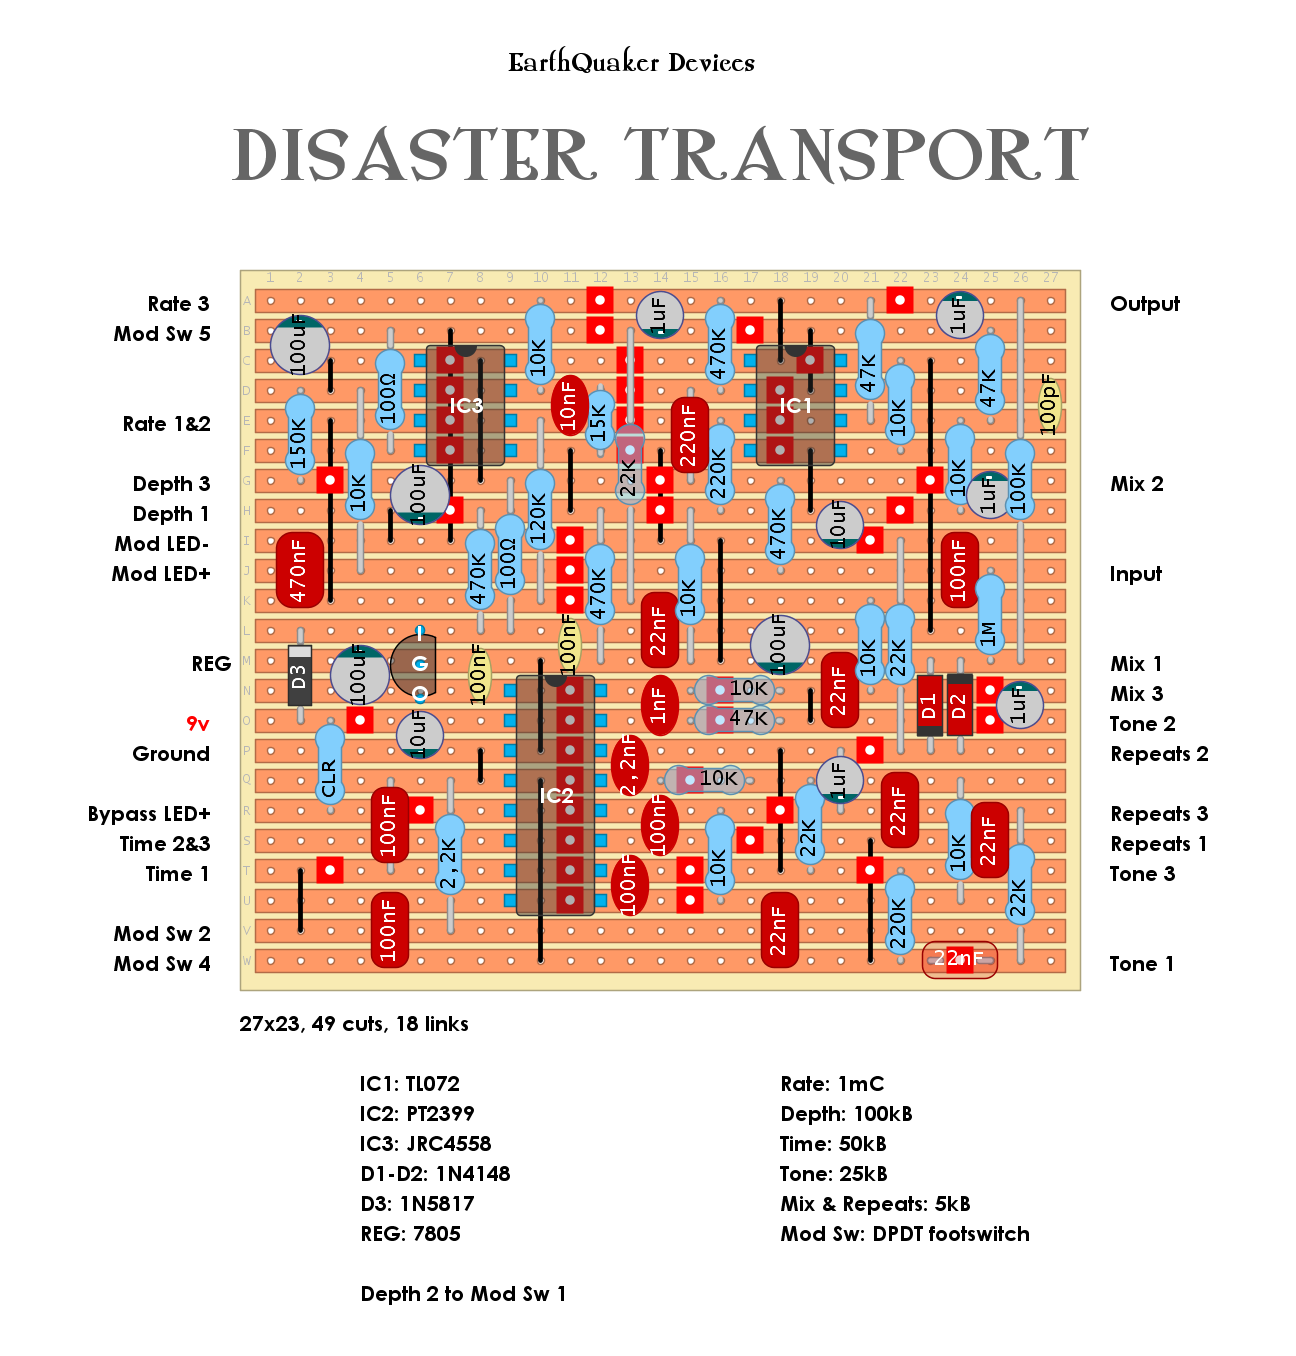 EarthQuaker Devices
DISASTER TRANSPORT
1 2 3 4 5 6 7 8 9 10 11 12 13 14 15 16 17 18 19 20 21 22 23 24 25 26 27
Rate 3 A Output
Mod Sw 5 B
100uF 1uF 1uF
C
10K 470K
100Ω 47K 47K
D
100pF
IC3 10nF IC1
Rate 1&2 E 15K 10K
150K 220nF
F
22K 220K 10K
Depth 3 G Mix 2
10K 100uF 1uF 100K
Depth 1 H
120K 470K 10uF
Mod LED- I
470K 100Ω
Mod LED+ J Input
470nF 470K 10K 100nF
K
22nF 1M
L I
100nF 100uF 10K 22K
REG M G Mix 1
D3 100uF 100nF 22nF
N O 1nF 10K D1 D2 1uF Mix 3
9v O 47K Tone 2
10uF
Ground P Repeats 2
CLR 2,2nF
Q 10K 1uF
IC2
Bypass LED+ R Repeats 3
100nF 100nF 22K 22nF
Time 2&3 S Repeats 1
2,2K 10K 10K 22nF
Time 1 T Tone 3
100nF 22K
U
220K
Mod Sw 2 V
100nF 22nF
Mod Sw 4 W 22nF Tone 1
27x23, 49 cuts, 18 links
IC1: TL072 Rate: 1mC
IC2: PT2399 Depth: 100kB
IC3: JRC4558 Time: 50kB
D1-D2: 1N4148 Tone: 25kB
D3: 1N5817 Mix & Repeats: 5kB
REG: 7805 Mod Sw: DPDT footswitch
Depth 2 to Mod Sw 1